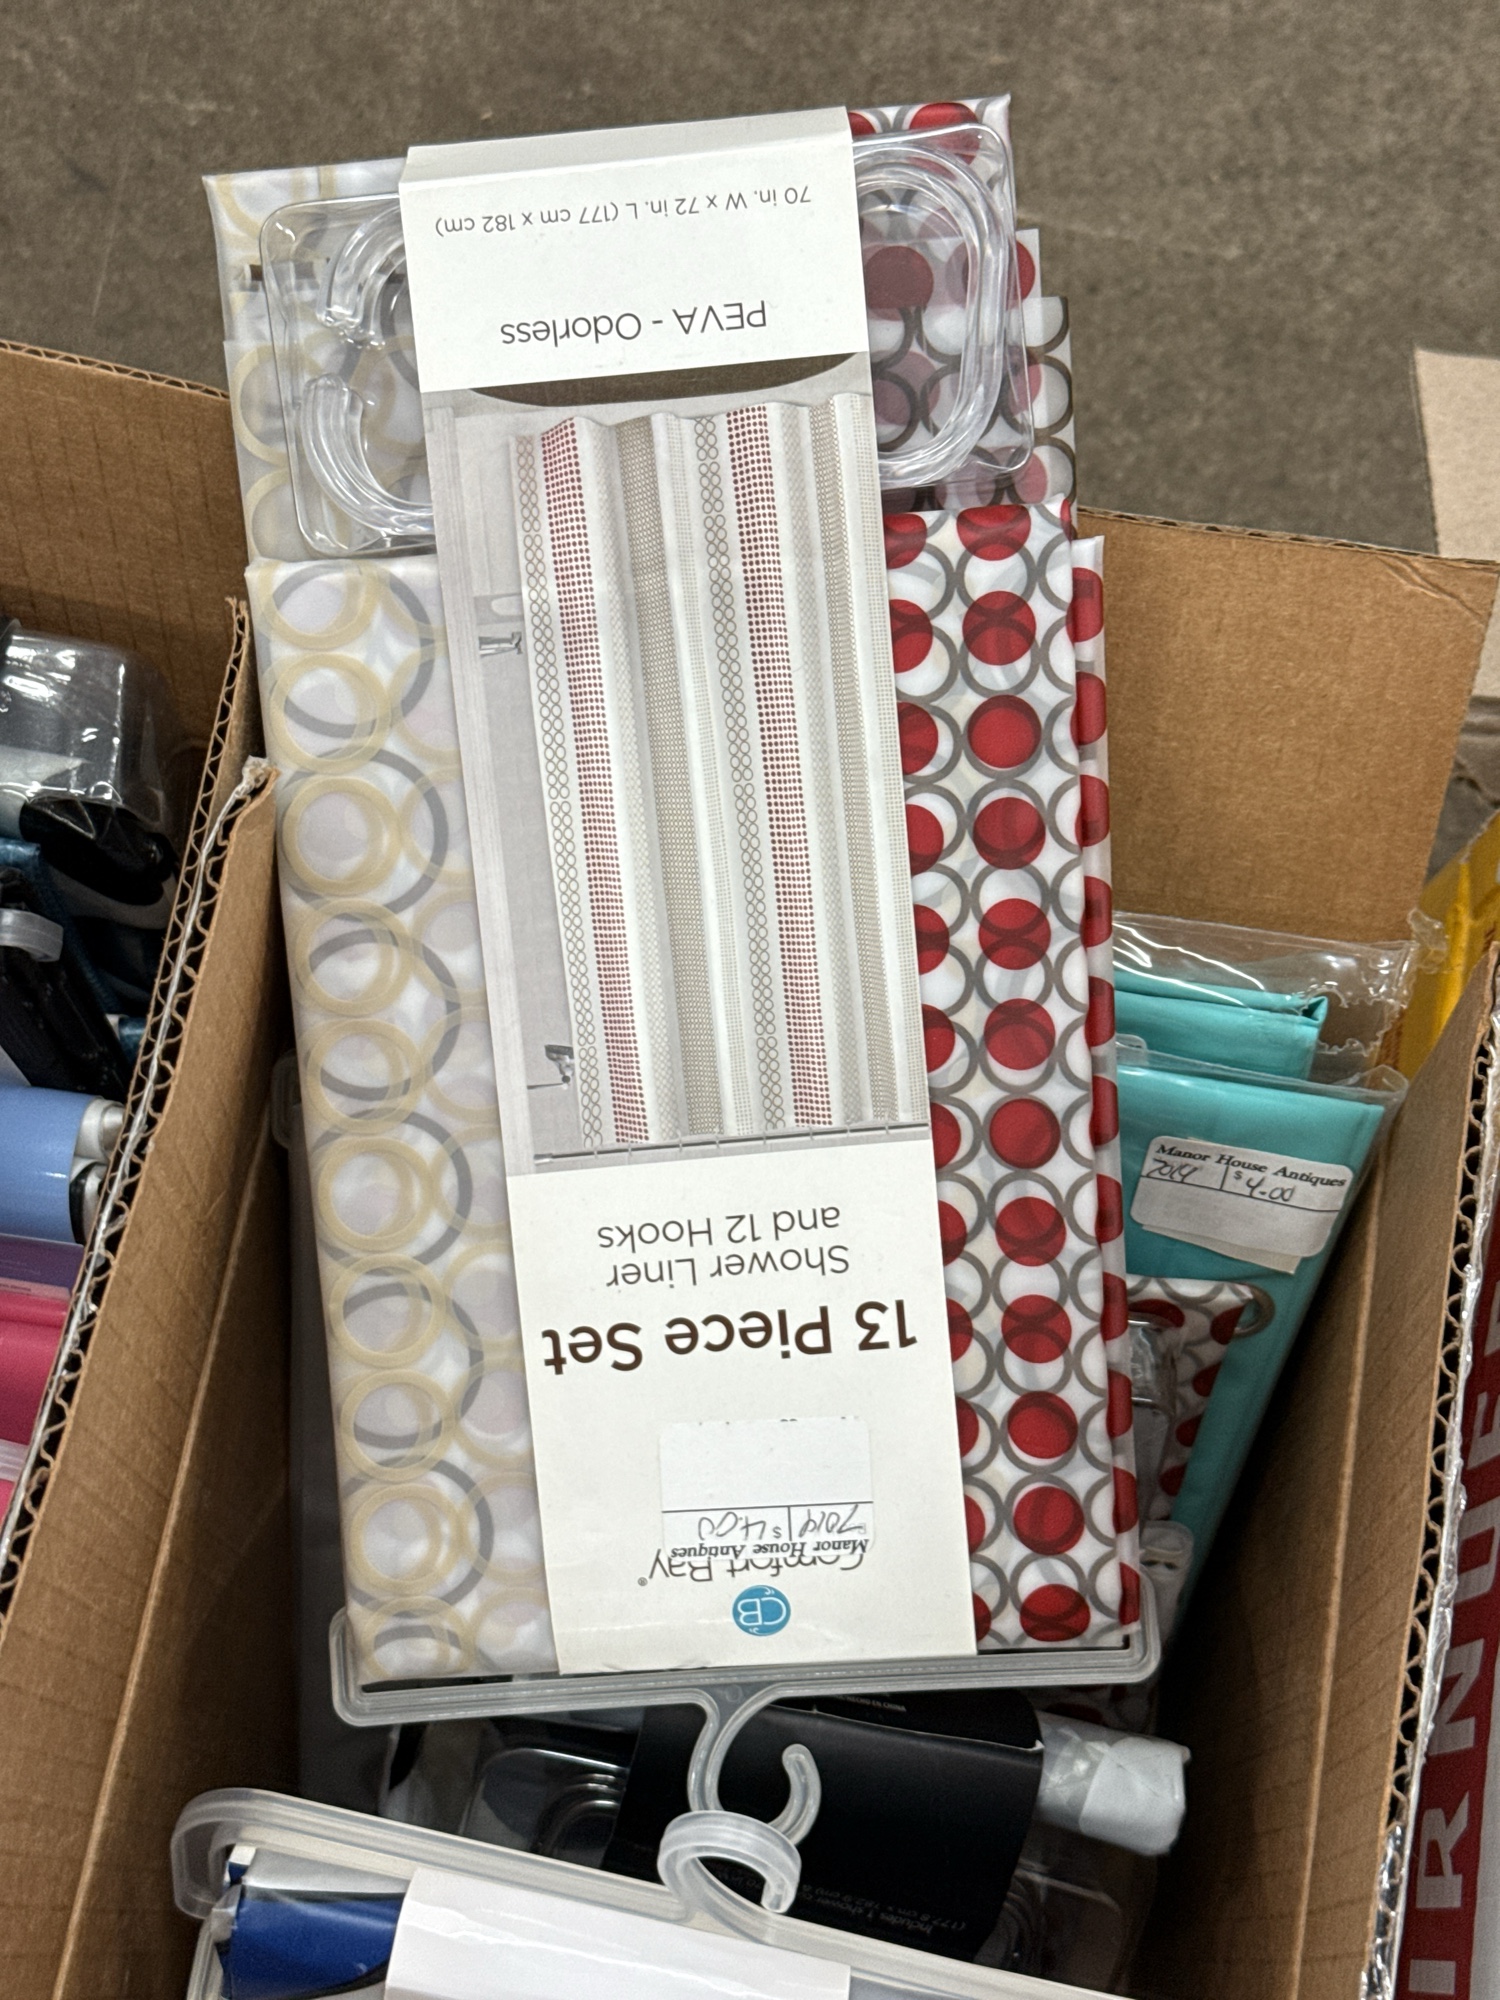 CB
Comfort Bay®
Manor House Antiques
7014 $ 4.00
13 Piece Set
Shower Liner
and 12 Hooks
PEVA - Odorless
70 in. W x 72 in. L (177 cm x 182 cm)
Manor House Antiques
7014 $ 4.00